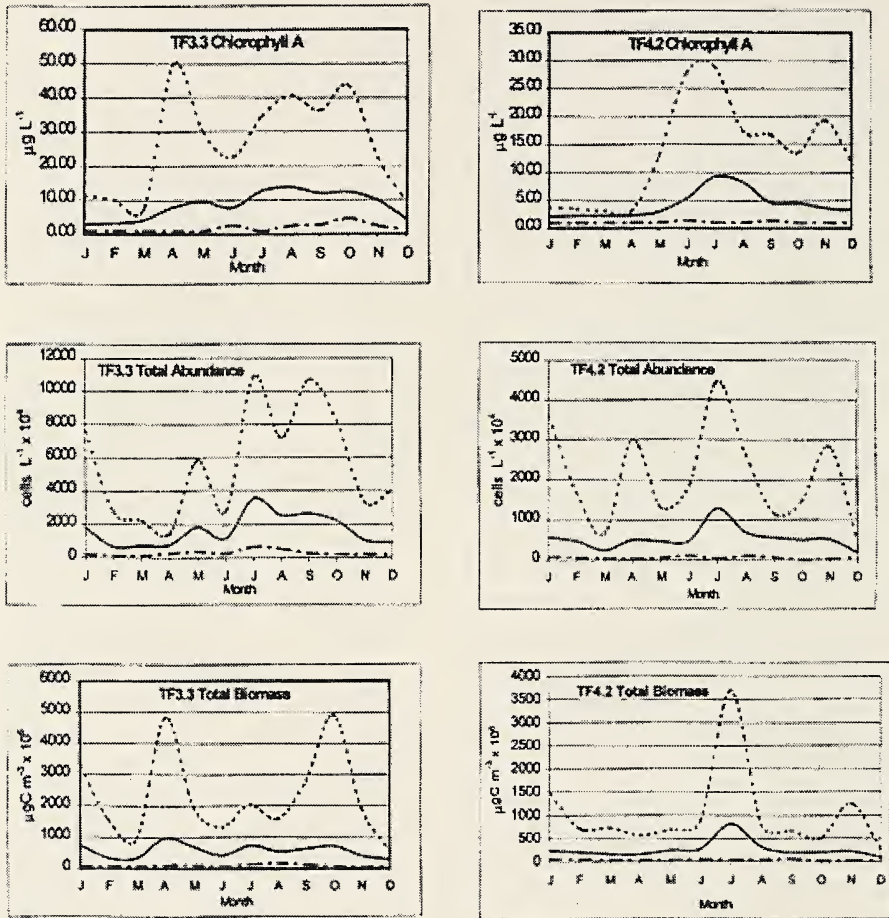 TF3.3 Chlorophyll A
60.00
50.00
40.00
30.00
20.00
10.00
0.00
µg L⁻¹
J F M A M J J A S O N D
Month
TF4.2 Chlorophyll A
35.00
30.00
25.00
20.00
15.00
10.00
5.00
0.00
µg L⁻¹
J F M A M J J A S O N D
Month
TF3.3 Total Abundance
12000
10000
8000
6000
4000
2000
0
cells L⁻¹ x 10⁴
J F M A M J J A S O N D
Month
TF4.2 Total Abundance
5000
4000
3000
2000
1000
0
cells L⁻¹ x 10⁴
J F M A M J J A S O N D
Month
TF3.3 Total Biomass
6000
5000
4000
3000
2000
1000
0
µgC m⁻³ x 10⁶
J F M A M J J A S O N D
Month
TF4.2 Total Biomass
4000
3500
3000
2500
2000
1500
1000
500
0
µgC m⁻³ x 10⁶
J F M A M J J A S O N D
Month